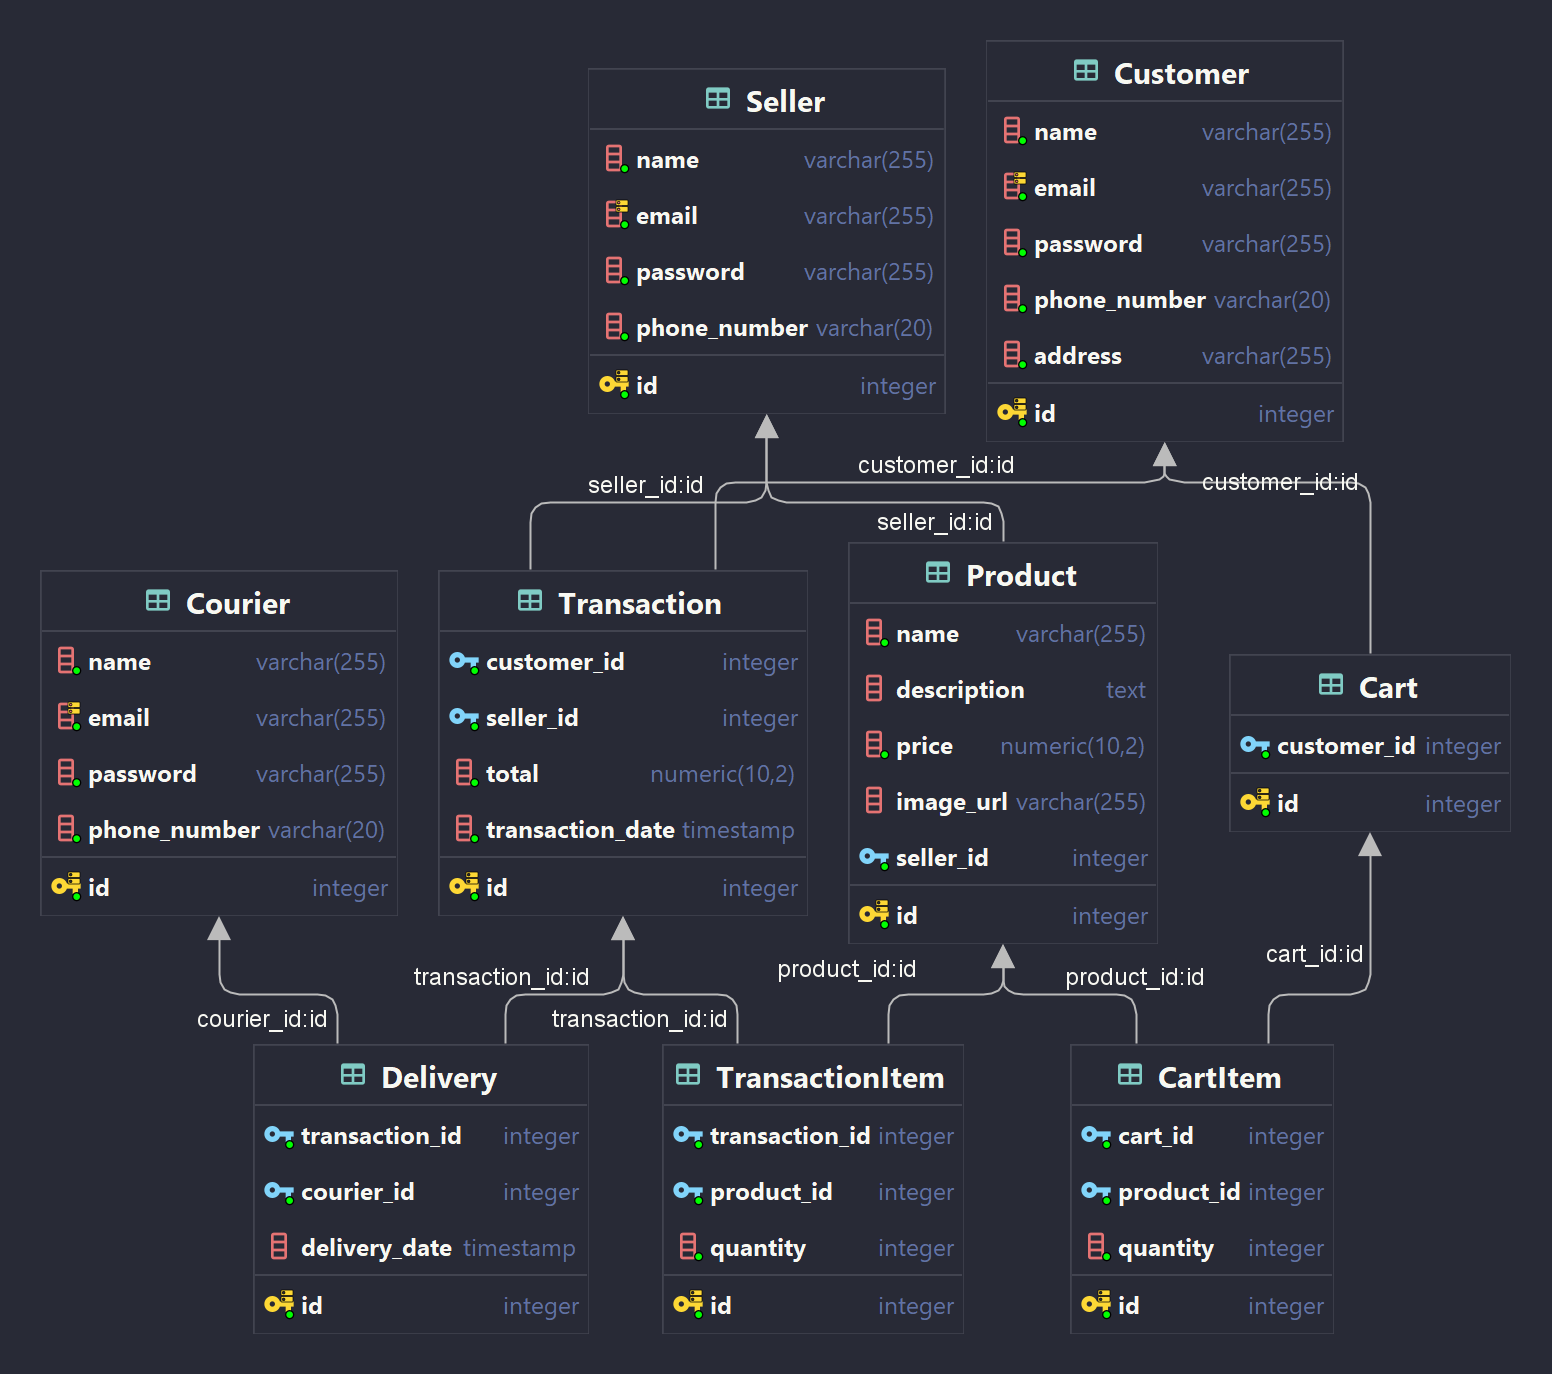 Seller
name varchar(255)
email varchar(255)
password varchar(255)
phone_number varchar(20)
id integer
Customer
name varchar(255)
email varchar(255)
password varchar(255)
phone_number varchar(20)
address varchar(255)
id integer
seller_id:id
customer_id:id
customer_id:id
seller_id:id
Courier
name varchar(255)
email varchar(255)
password varchar(255)
phone_number varchar(20)
id integer
Transaction
customer_id integer
seller_id integer
total numeric(10,2)
transaction_date timestamp
id integer
Product
name varchar(255)
description text
price numeric(10,2)
image_url varchar(255)
seller_id integer
id integer
Cart
customer_id integer
id integer
courier_id:id
transaction_id:id
transaction_id:id
product_id:id
product_id:id
cart_id:id
Delivery
transaction_id integer
courier_id integer
delivery_date timestamp
id integer
TransactionItem
transaction_id integer
product_id integer
quantity integer
id integer
CartItem
cart_id integer
product_id integer
quantity integer
id integer